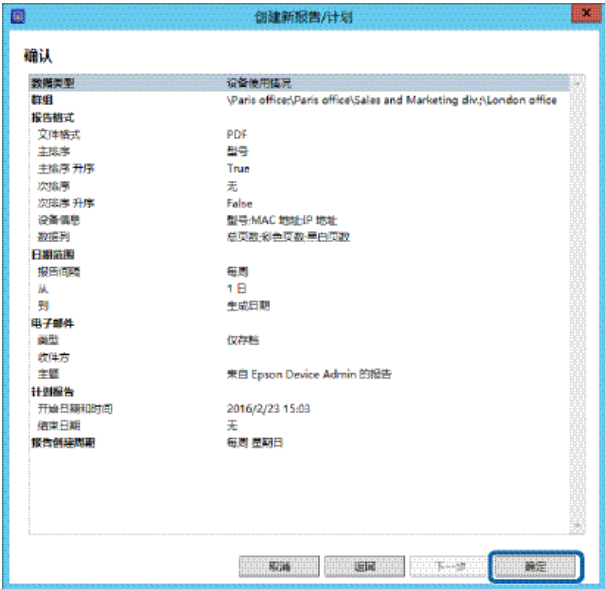 创建新报告/计划
确认
数据类型 设备使用情况
群组 \Paris office;\Paris office\Sales and Marketing div.;\London office
报告格式
文件格式 PDF
主排序 型号
主排序 升序 True
次排序 无
次排序 升序 False
设备信息 型号;MAC 地址;IP 地址
数据列 总页数;彩色页数;黑白页数
日期范围
报告间隔 每周
从 1 日
到 生成日期
电子邮件
类型 仅存档
收件方
主题 来自 Epson Device Admin 的报告
计划报告
开始日期和时间 2016/2/23 15:03
结束日期 无
报告创建周期 每周 星期日
取消 返回 下一步 确定